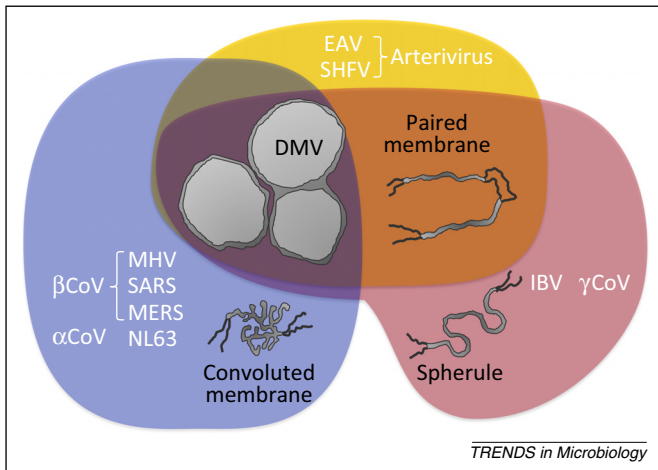 EAV
SHFV
Arterivirus
DMV
Paired
membrane
βCoV
MHV
SARS
MERS
αCoV NL63
IBV γCoV
Convoluted
membrane
Spherule
TRENDS in Microbiology